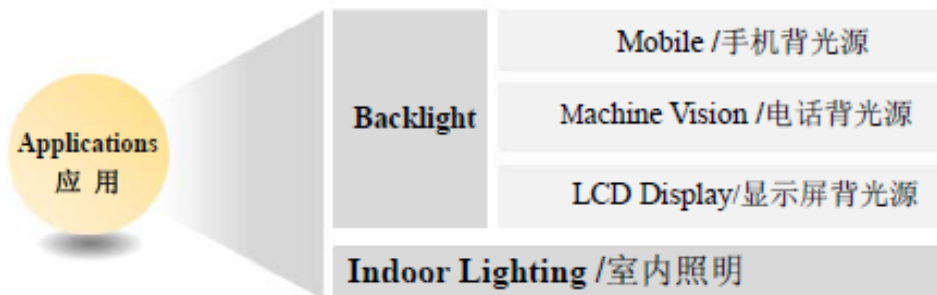 Applications
应 用
Backlight
Mobile /手机背光源
Machine Vision /电话背光源
LCD Display/显示屏背光源
Indoor Lighting /室内照明